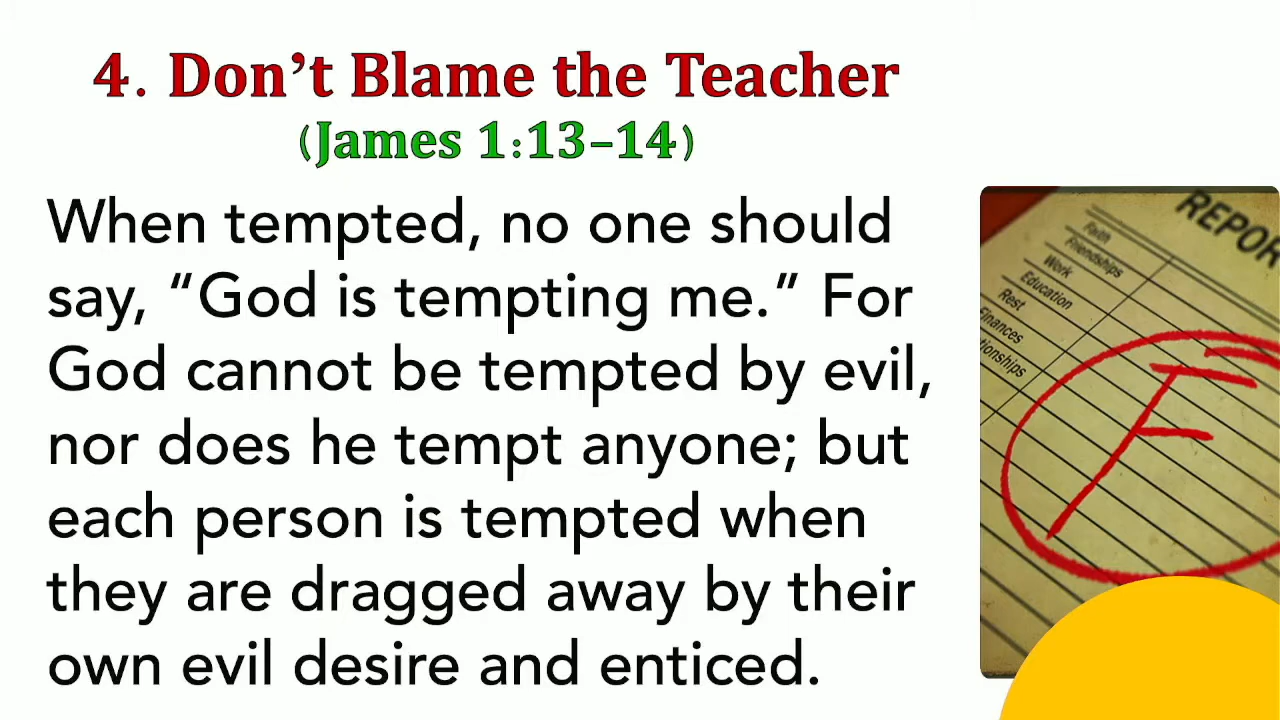 4. Don’t Blame the Teacher
(James 1:13–14)
When tempted, no one should
say, “God is tempting me.” For
God cannot be tempted by evil,
nor does he tempt anyone; but
each person is tempted when
they are dragged away by their
own evil desire and enticed.
REPOR
Faith
Friendships
Work
Education
Rest
Finances
tionships
F